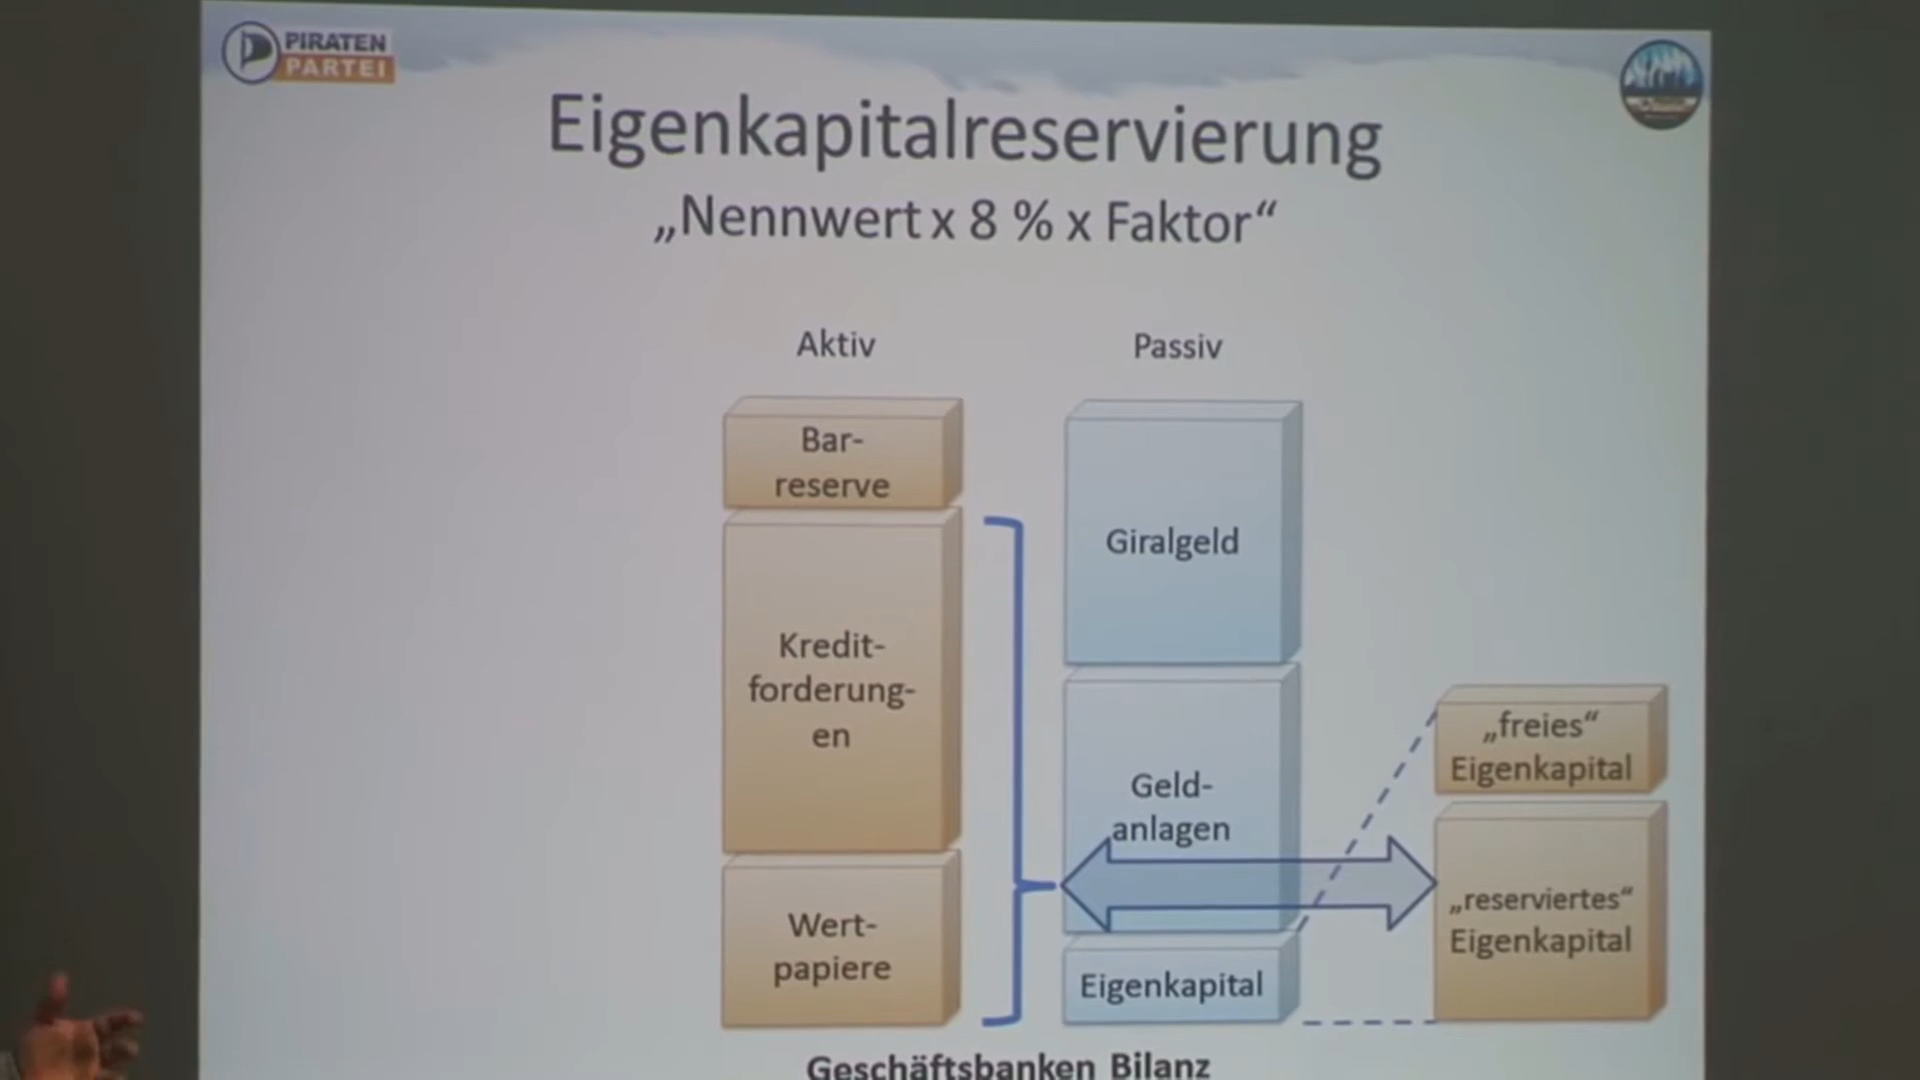 PIRATEN
PARTEI
Eigenkapitalreservierung
„Nennwert x 8 % x Faktor“
Aktiv
Passiv
Bar-
reserve
Kredit-
forderung-
en
Wert-
papiere
Giralgeld
Geld-
anlagen
Eigenkapital
„freies“
Eigenkapital
„reserviertes“
Eigenkapital
Geschäftsbanken Bilanz